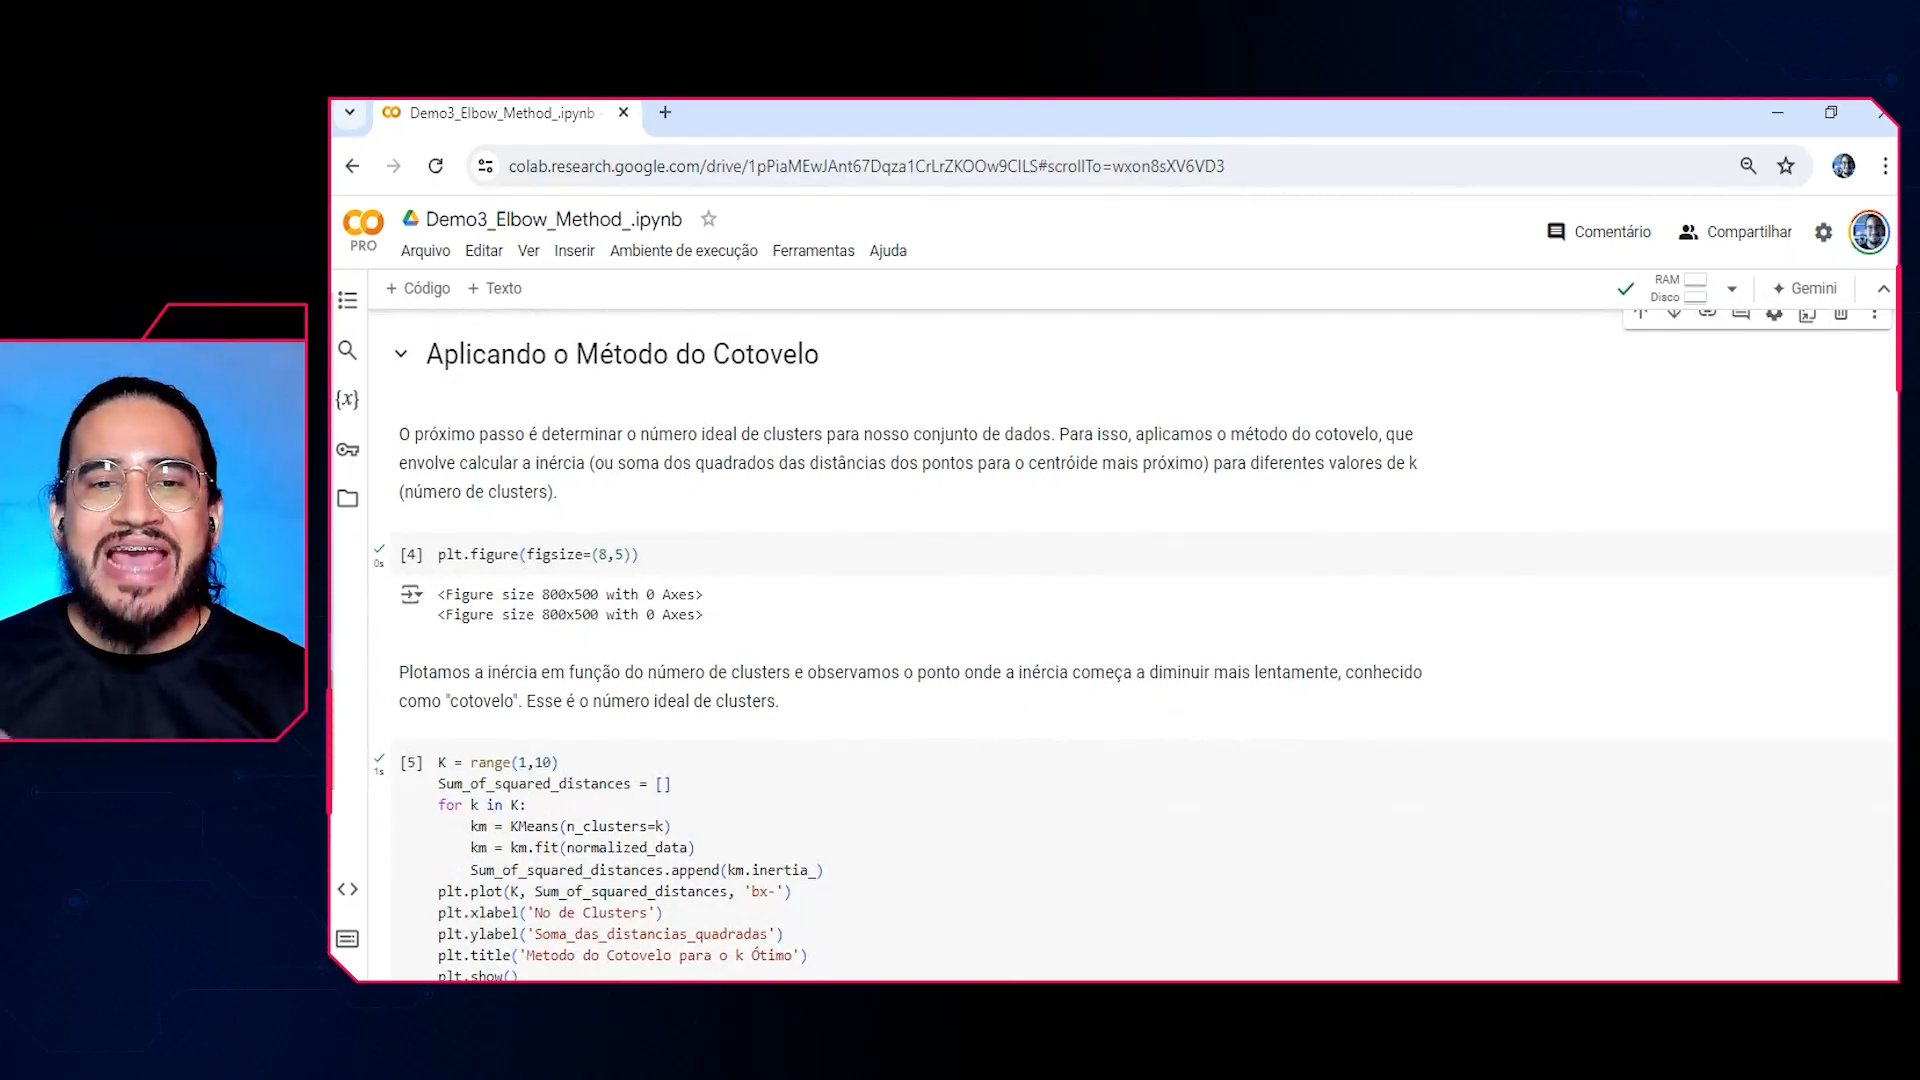 Demo3_Elbow_Method_.ipynb
colab.research.google.com/drive/1pPiaMEwJAnt67Dqza1CrLrZKOOw9CILS#scrollTo=wxon8sXV6VD3
CO
PRO
Demo3_Elbow_Method_.ipynb
Comentário
Compartilhar
Arquivo Editar Ver Inserir Ambiente de execução Ferramentas Ajuda
+ Código + Texto
RAM
Disco
Gemini
Aplicando o Método do Cotovelo
{x}
O próximo passo é determinar o número ideal de clusters para nosso conjunto de dados. Para isso, aplicamos o método do cotovelo, que
envolve calcular a inércia (ou soma dos quadrados das distâncias dos pontos para o centróide mais próximo) para diferentes valores de k
(número de clusters).
0s
[4] plt.figure(figsize=(8,5))
<Figure size 800x500 with 0 Axes>
<Figure size 800x500 with 0 Axes>
Plotamos a inércia em função do número de clusters e observamos o ponto onde a inércia começa a diminuir mais lentamente, conhecido
como "cotovelo". Esse é o número ideal de clusters.
1s
[5] K = range(1,10)
Sum_of_squared_distances = []
for k in K:
km = KMeans(n_clusters=k)
km = km.fit(normalized_data)
Sum_of_squared_distances.append(km.inertia_)
plt.plot(K, Sum_of_squared_distances, 'bx-')
plt.xlabel('No de Clusters')
plt.ylabel('Soma_das_distancias_quadradas')
plt.title('Metodo do Cotovelo para o k Ótimo')
plt.show()